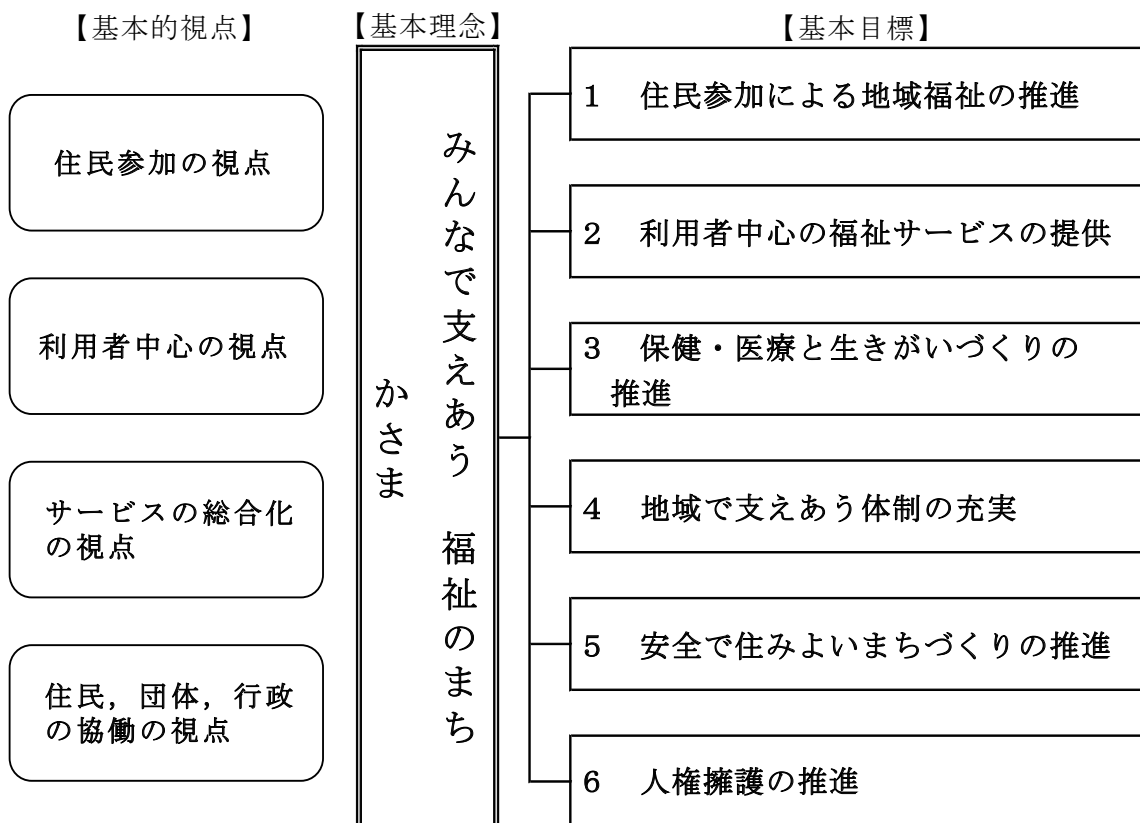 【基本的視点】
住民参加の視点
利用者中心の視点
サービスの総合化
の視点
住民，団体，行政
の協働の視点
【基本理念】
みんなで支えあう　福祉のまち
かさま
【基本目標】
１　住民参加による地域福祉の推進
２　利用者中心の福祉サービスの提供
３　保健・医療と生きがいづくりの
推進
４　地域で支えあう体制の充実
５　安全で住みよいまちづくりの推進
６　人権擁護の推進